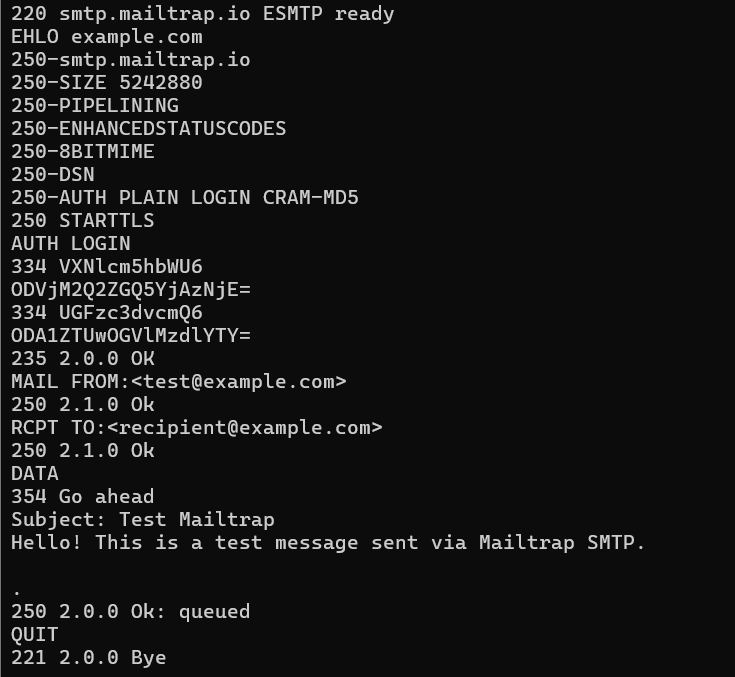 220 smtp.mailtrap.io ESMTP ready
EHLO example.com
250-smtp.mailtrap.io
250-SIZE 5242880
250-PIPELINING
250-ENHANCEDSTATUSCODES
250-8BITMIME
250-DSN
250-AUTH PLAIN LOGIN CRAM-MD5
250 STARTTLS
AUTH LOGIN
334 VXNlcm5hbWU6
ODVjM2Q2ZGQ5YjAzNjE=
334 UGFzc3dvcmQ6
ODA1ZTUwOGVlMzdlYTY=
235 2.0.0 OK
MAIL FROM:<test@example.com>
250 2.1.0 Ok
RCPT TO:<recipient@example.com>
250 2.1.0 Ok
DATA
354 Go ahead
Subject: Test Mailtrap
Hello! This is a test message sent via Mailtrap SMTP.

.
250 2.0.0 Ok: queued
QUIT
221 2.0.0 Bye